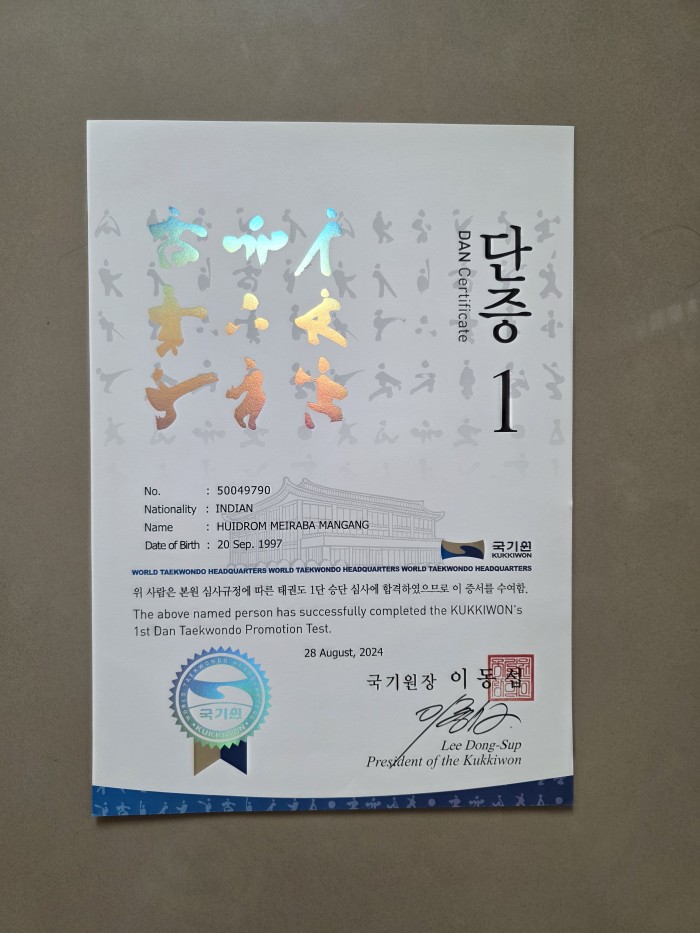 단증 1
DAN Certificate
No. : 50049790
Nationality : INDIAN
Name : HUIDROM MEIRABA MANGANG
Date of Birth : 20 Sep. 1997
국기원
KUKKIWON
WORLD TAEKWONDO HEADQUARTERS WORLD TAEKWONDO HEADQUARTERS WORLD TAEKWONDO HEADQUARTERS
위 사람은 본원 심사규정에 따른 태권도 1단 승단 심사에 합격하였으므로 이 증서를 수여함.
The above named person has successfully completed the KUKKIWON's
1st Dan Taekwondo Promotion Test.
28 August, 2024
국기원장 이동섭
Lee Dong-Sup
President of the Kukkiwon
WORLD TAEKWONDO HEADQUARTERS
국기원
KUKKIWON